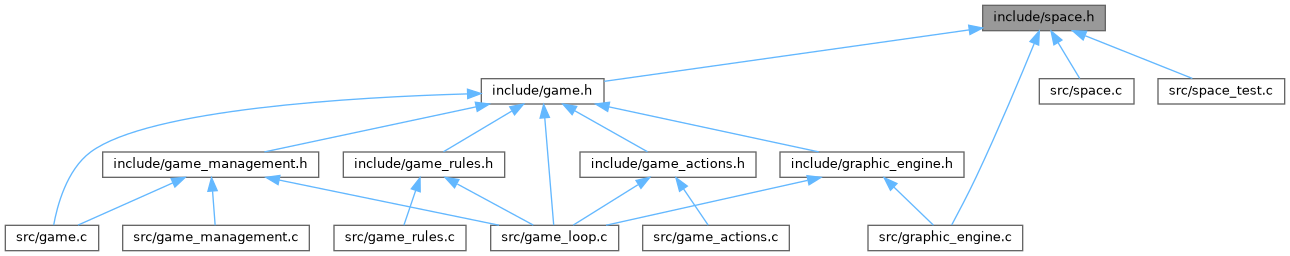 include/space.h
include/game.h
src/space.c
src/space_test.c
include/game_management.h
include/game_rules.h
include/game_actions.h
include/graphic_engine.h
src/game.c
src/game_management.c
src/game_rules.c
src/game_loop.c
src/game_actions.c
src/graphic_engine.c